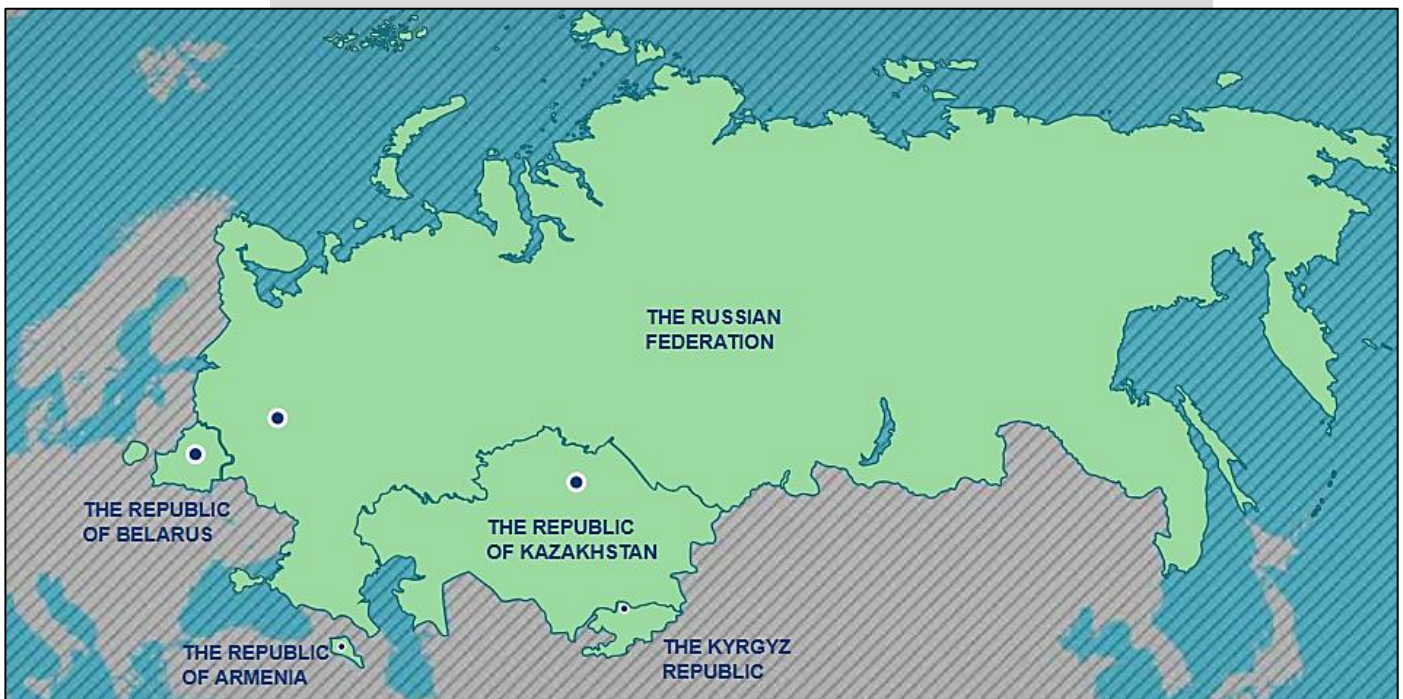 THE RUSSIAN
FEDERATION
THE REPUBLIC
OF BELARUS
THE REPUBLIC
OF KAZAKHSTAN
THE REPUBLIC
OF ARMENIA
THE KYRGYZ
REPUBLIC